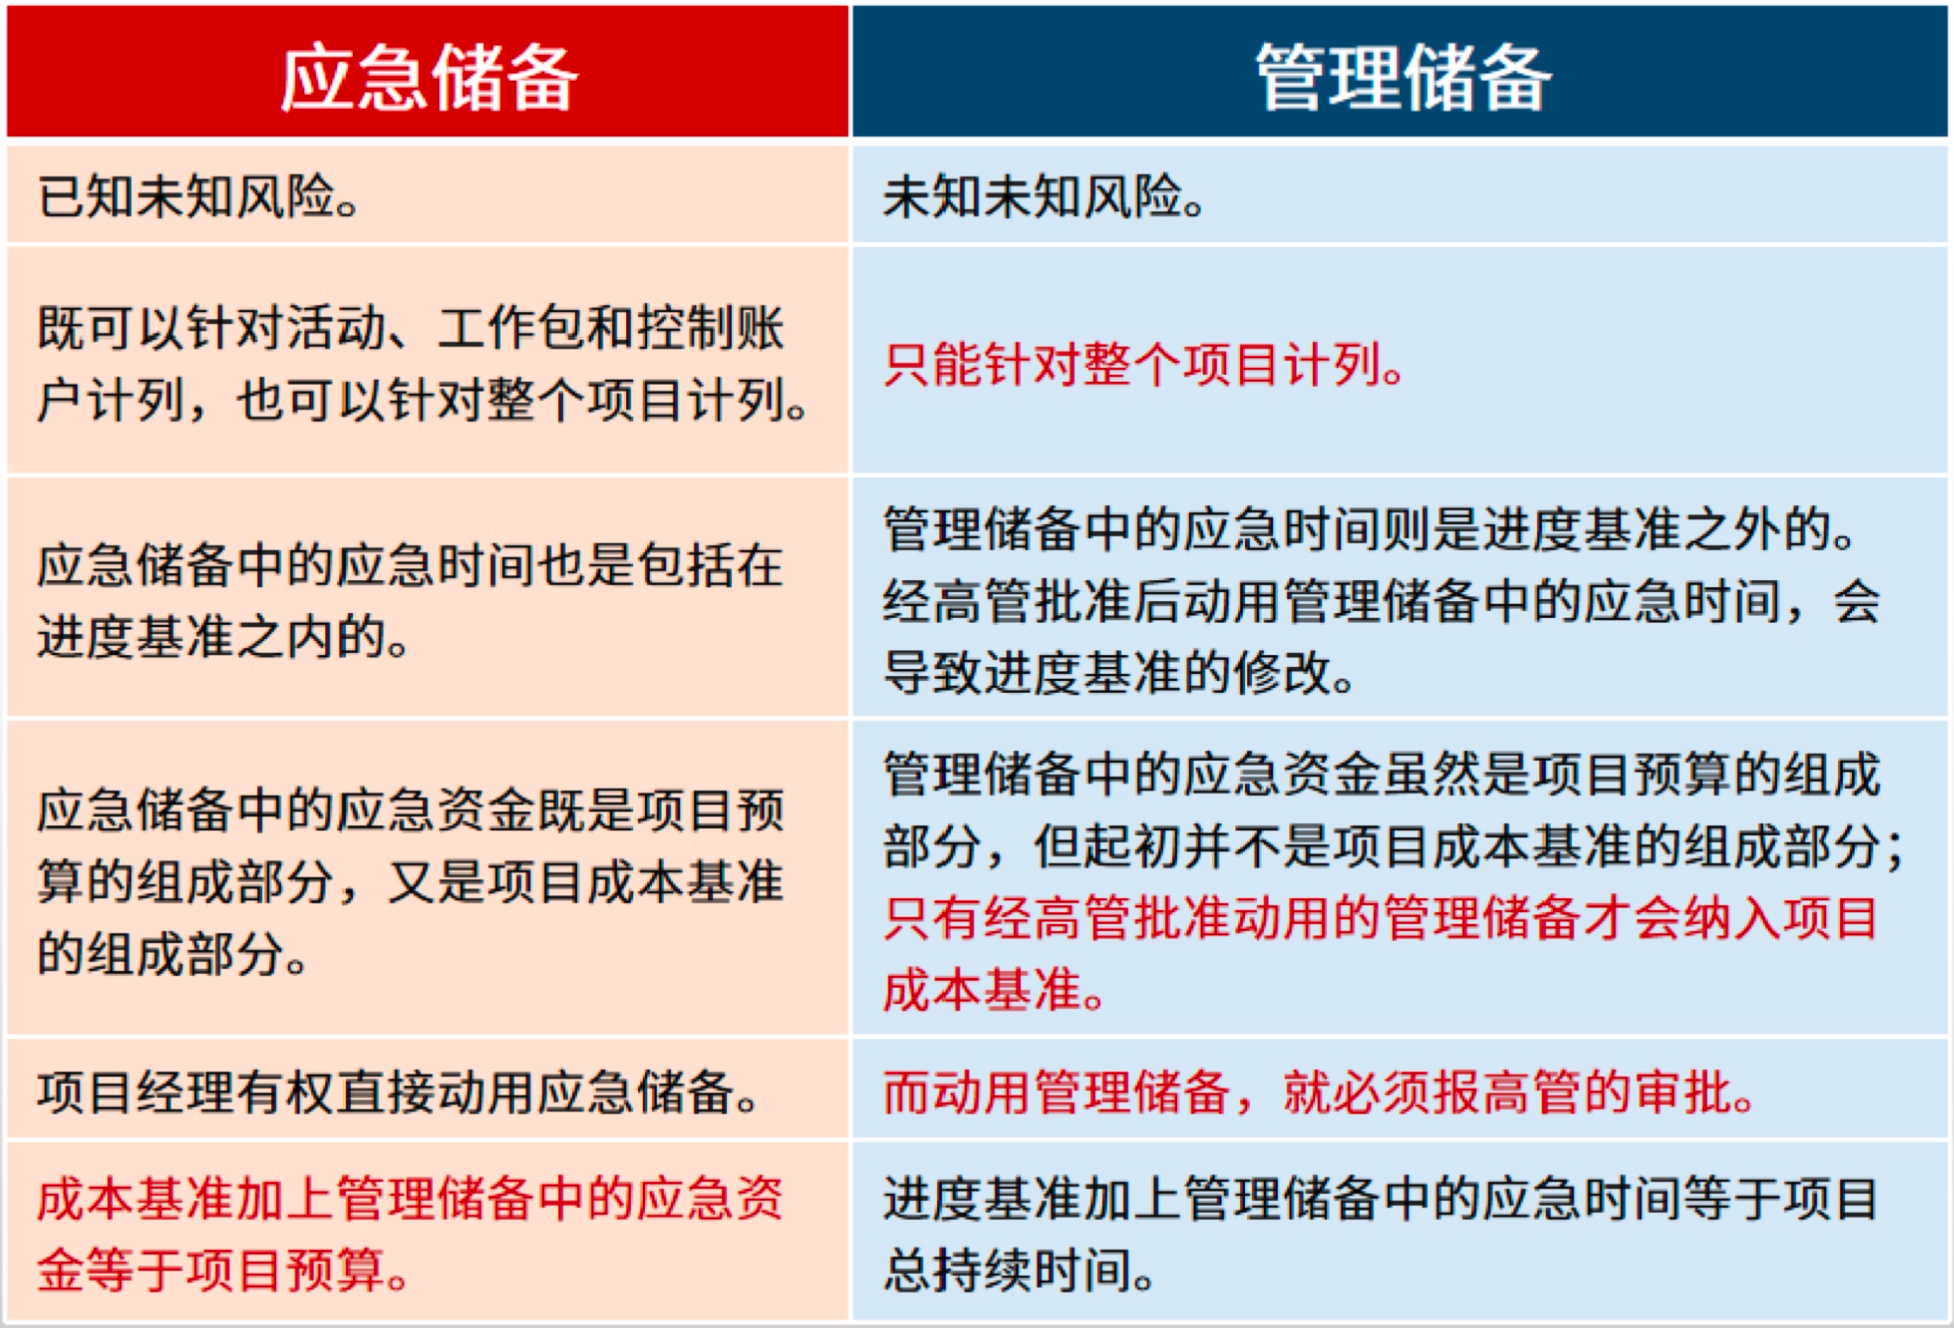 应急储备
管理储备
已知未知风险。
未知未知风险。
既可以针对活动、工作包和控制账
户计列，也可以针对整个项目计列。
只能针对整个项目计列。
应急储备中的应急时间也是包括在
进度基准之内的。
管理储备中的应急时间则是进度基准之外的。
经高管批准后动用管理储备中的应急时间，会
导致进度基准的修改。
应急储备中的应急资金既是项目预
算的组成部分，又是项目成本基准
的组成部分。
管理储备中的应急资金虽然是项目预算的组成
部分，但起初并不是项目成本基准的组成部分；
只有经高管批准动用的管理储备才会纳入项目
成本基准。
项目经理有权直接动用应急储备。
而动用管理储备，就必须报高管的审批。
成本基准加上管理储备中的应急资
金等于项目预算。
进度基准加上管理储备中的应急时间等于项目
总持续时间。